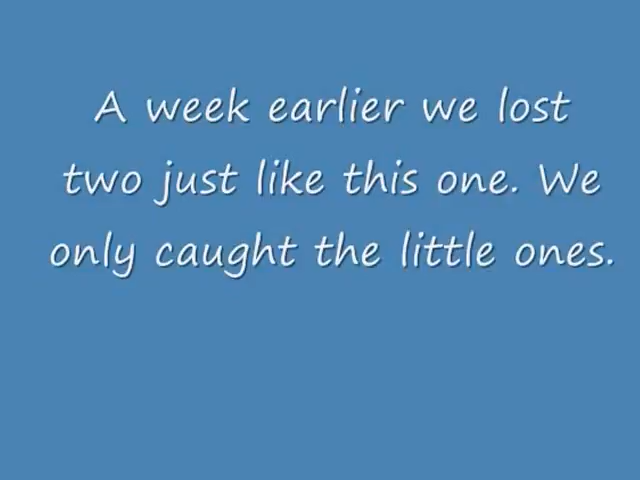 A week earlier we lost
two just like this one. We
only caught the little ones.